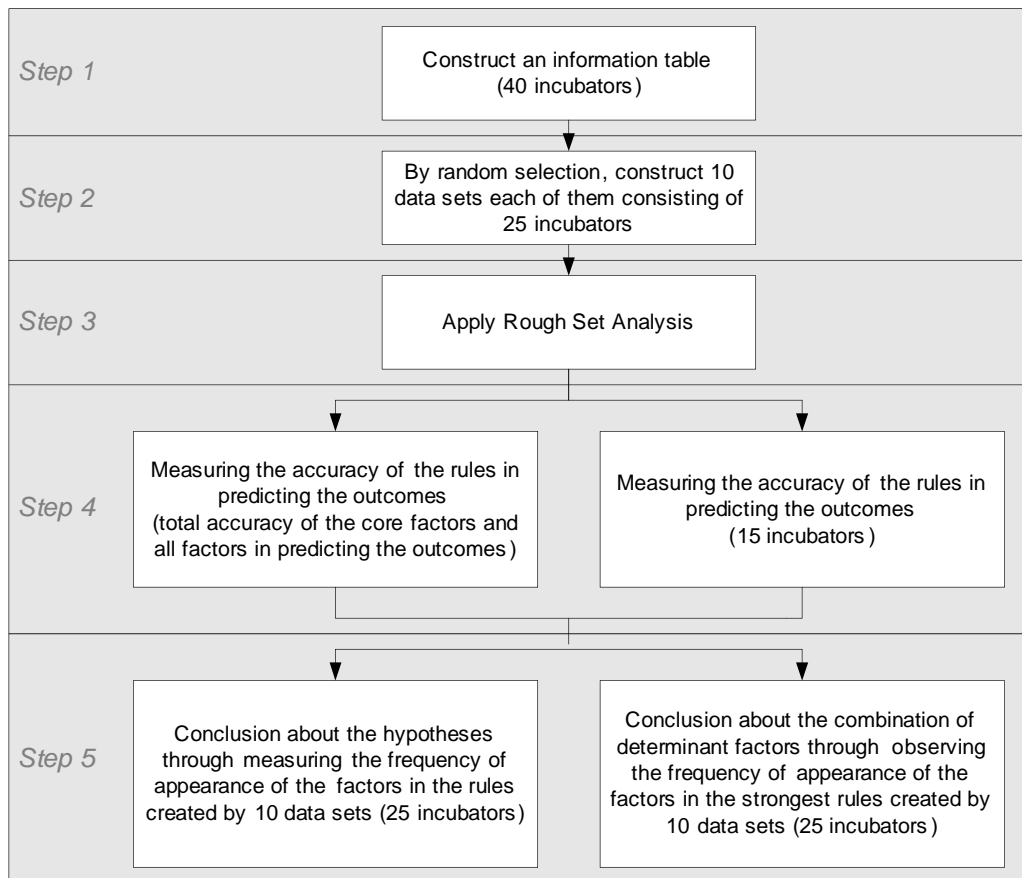 Step 1
Construct an information table
(40 incubators)
Step 2
By random selection, construct 10
data sets each of them consisting of
25 incubators
Step 3
Apply Rough Set Analysis
Step 4
Measuring the accuracy of the rules in
predicting the outcomes
(total accuracy of the core factors and
all factors in predicting the outcomes)
Measuring the accuracy of the rules in
predicting the outcomes
(15 incubators)
Step 5
Conclusion about the hypotheses
through measuring the frequency of
appearance of the factors in the rules
created by 10 data sets (25 incubators)
Conclusion about the combination of
determinant factors through observing
the frequency of appearance of the
factors in the strongest rules created by
10 data sets (25 incubators)